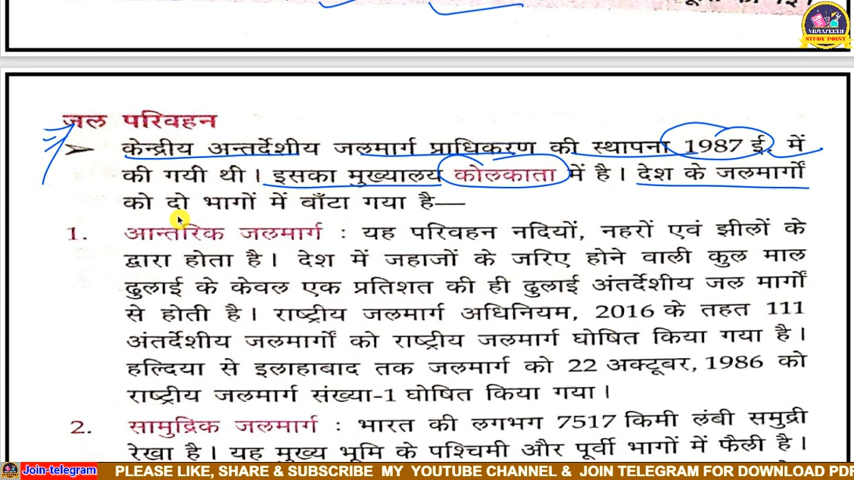 जल परिवहन
➤ केन्द्रीय अन्तर्देशीय जलमार्ग प्राधिकरण की स्थापना 1987 ई. में
की गयी थी। इसका मुख्यालय कोलकाता में है। देश के जलमार्गों
को दो भागों में बाँटा गया है—
1. आन्तरिक जलमार्ग : यह परिवहन नदियों, नहरों एवं झीलों के
द्वारा होता है। देश में जहाजों के जरिए होने वाली कुल माल
ढुलाई के केवल एक प्रतिशत की ही ढुलाई अंतर्देशीय जल मार्गों
से होती है। राष्ट्रीय जलमार्ग अधिनियम, 2016 के तहत 111
अंतर्देशीय जलमार्गों को राष्ट्रीय जलमार्ग घोषित किया गया है।
हल्दिया से इलाहाबाद तक जलमार्ग को 22 अक्टूबर, 1986 को
राष्ट्रीय जलमार्ग संख्या-1 घोषित किया गया।
2. सामुद्रिक जलमार्ग : भारत की लगभग 7517 किमी लंबी समुद्री
रेखा है। यह मुख्य भूमि के पश्चिमी और पूर्वी भागों में फैली है।
Join-telegram PLEASE LIKE, SHARE & SUBSCRIBE MY YOUTUBE CHANNEL & JOIN TELEGRAM FOR DOWNLOAD PDF